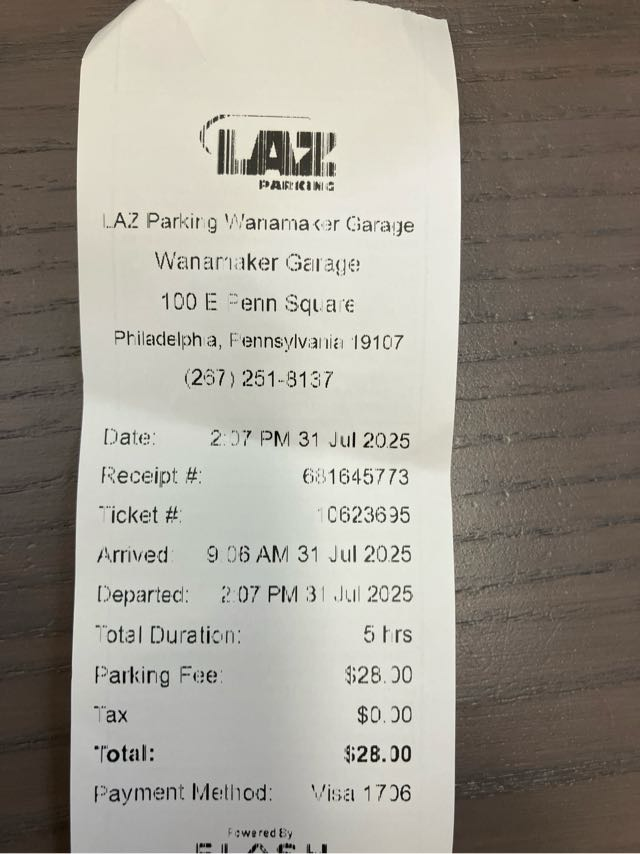 LAZ
PARKING
LAZ Parking Wanamaker Garage
Wanamaker Garage
100 E Penn Square
Philadelphia, Pennsylvania 19107
(267) 251-8137
Date: 2:07 PM 31 Jul 2025
Receipt #: 681645773
Ticket #: 10623695
Arrived: 9:06 AM 31 Jul 2025
Departed: 2:07 PM 31 Jul 2025
Total Duration: 5 hrs
Parking Fee: $28.00
Tax $0.00
Total: $28.00
Payment Method: Visa 1706
Powered By
FLASH